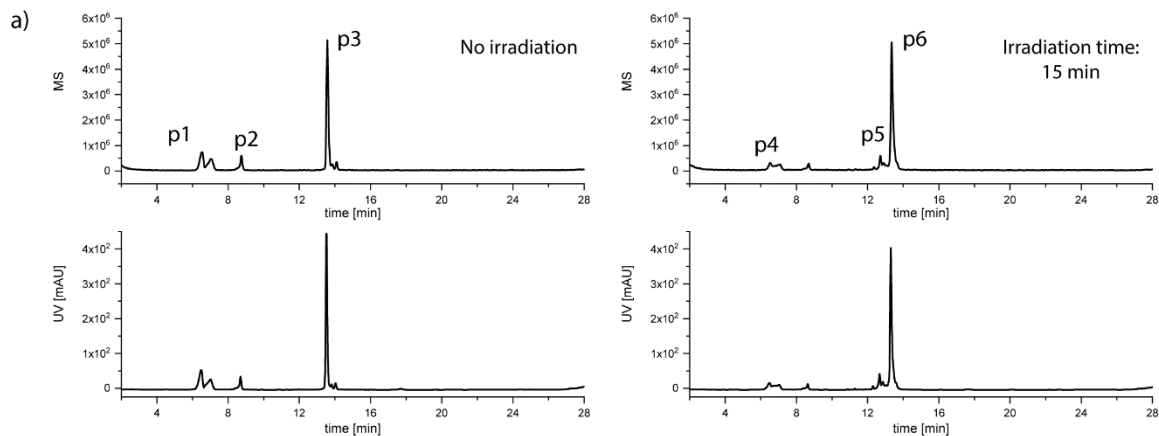 a)
6x10⁶
5x10⁶
4x10⁶
3x10⁶
2x10⁶
1x10⁶
0
MS
p1
p2
p3
No irradiation
4 8 12 16 20 24 28
time [min]
6x10⁶
5x10⁶
4x10⁶
3x10⁶
2x10⁶
1x10⁶
0
MS
p4
p5
p6
Irradiation time:
15 min
4 8 12 16 20 24 28
time [min]
4x10²
3x10²
2x10²
1x10²
0
UV [mAU]
4 8 12 16 20 24 28
time [min]
4x10²
3x10²
2x10²
1x10²
0
UV [mAU]
4 8 12 16 20 24 28
time [min]